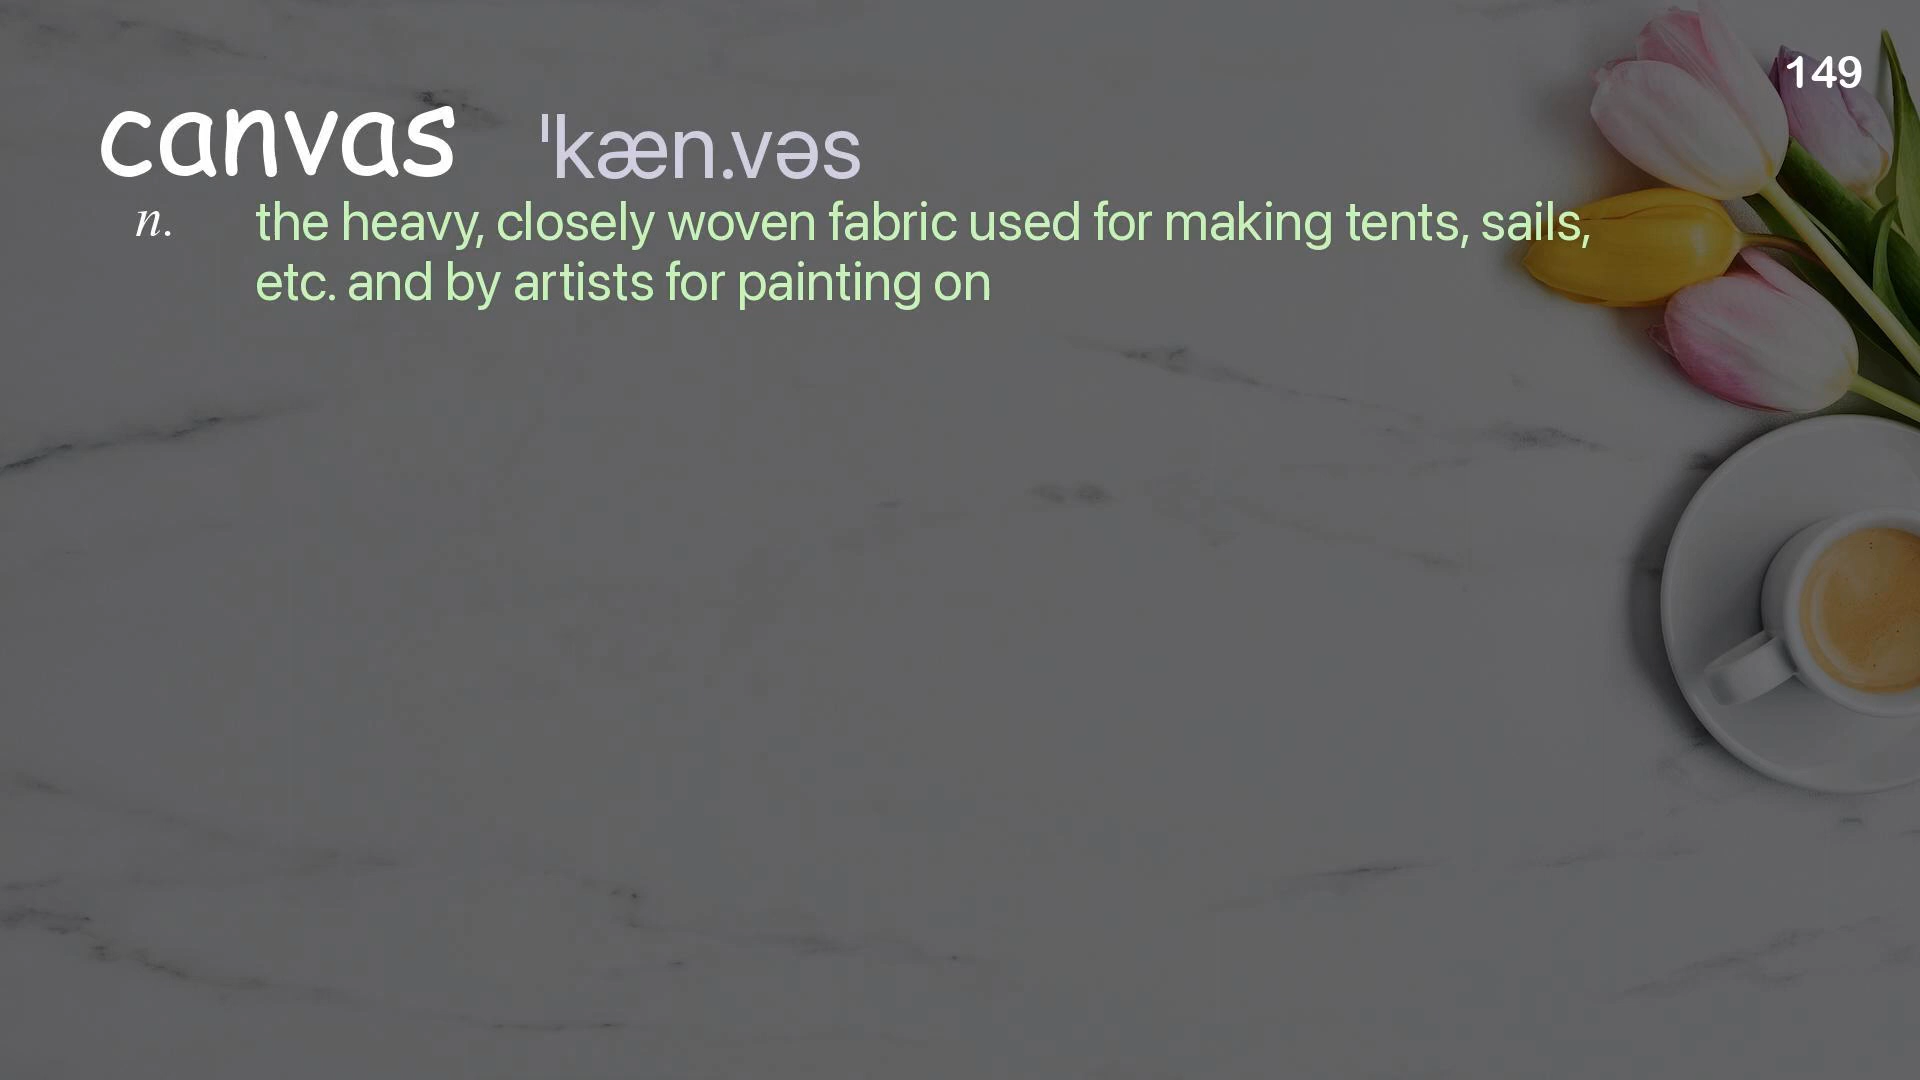 149
canvas ˈkæn.vəs
n. the heavy, closely woven fabric used for making tents, sails,
etc. and by artists for painting on